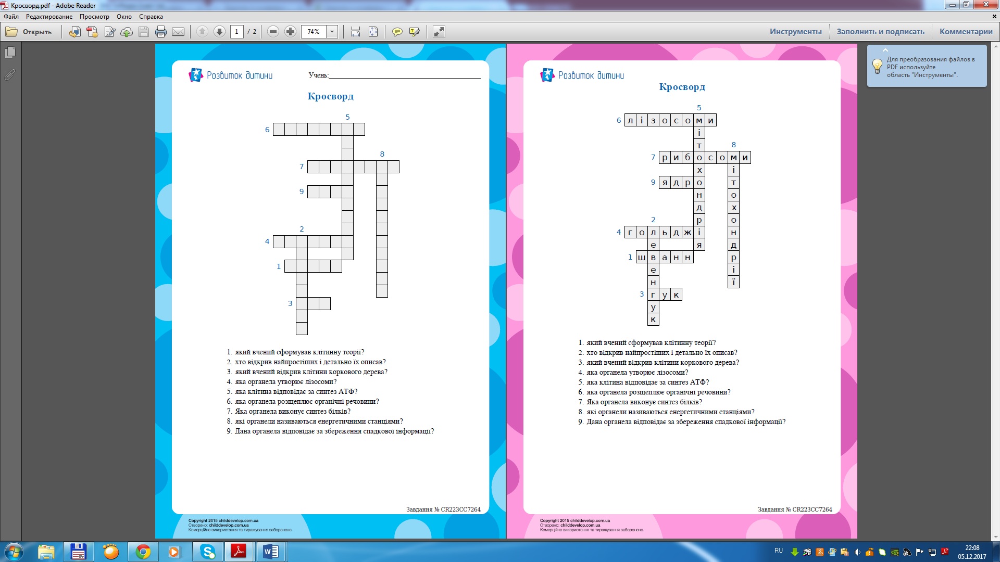 Кросворд.pdf - Adobe Reader
Файл Редактирование Просмотр Окно Справка
Открыть 1 / 2 74% Инструменты Заполнить и подписать Комментарии
Для преобразования файлов в
PDF используйте
область "Инструменты".
Розвиток дитини Учень:
Кросворд
5
6
8
7
9
2
4
1
3
1. який вчений сформував клітинну теорії?
2. хто відкрив найпростіших і детально їх описав?
3. який вчений відкрив клітини коркового дерева?
4. яка органела утворює лізосоми?
5. яка клітина відповідає за синтез АТФ?
6. яка органела розщеплює органічні речовини?
7. Яка органела виконує синтез білків?
8. які органели називаються енергетичними станціями?
9. Дана органела відповідає за збереження спадкової інформації?
Завдання № CR223CC7264
Copyright 2015 childdevelop.com.ua
Створено: childdevelop.com.ua
Комерційне використання та тиражування заборонено.
Розвиток дитини
Кросворд
5
6 л і з о с о м и
і
т 8
7 р и б о с о м и
х і
9 я д р о т
н о
д х
2 р о
4 г о л ь д ж і н
е я д
1 ш в а н н р
е і
н ї
3 г у к
у
к
1. який вчений сформував клітинну теорії?
2. хто відкрив найпростіших і детально їх описав?
3. який вчений відкрив клітини коркового дерева?
4. яка органела утворює лізосоми?
5. яка клітина відповідає за синтез АТФ?
6. яка органела розщеплює органічні речовини?
7. Яка органела виконує синтез білків?
8. які органели називаються енергетичними станціями?
9. Дана органела відповідає за збереження спадкової інформації?
Завдання № CR223CC7264
Copyright 2015 childdevelop.com.ua
Створено: childdevelop.com.ua
Комерційне використання та тиражування заборонено.
RU 22:08
05.12.2017